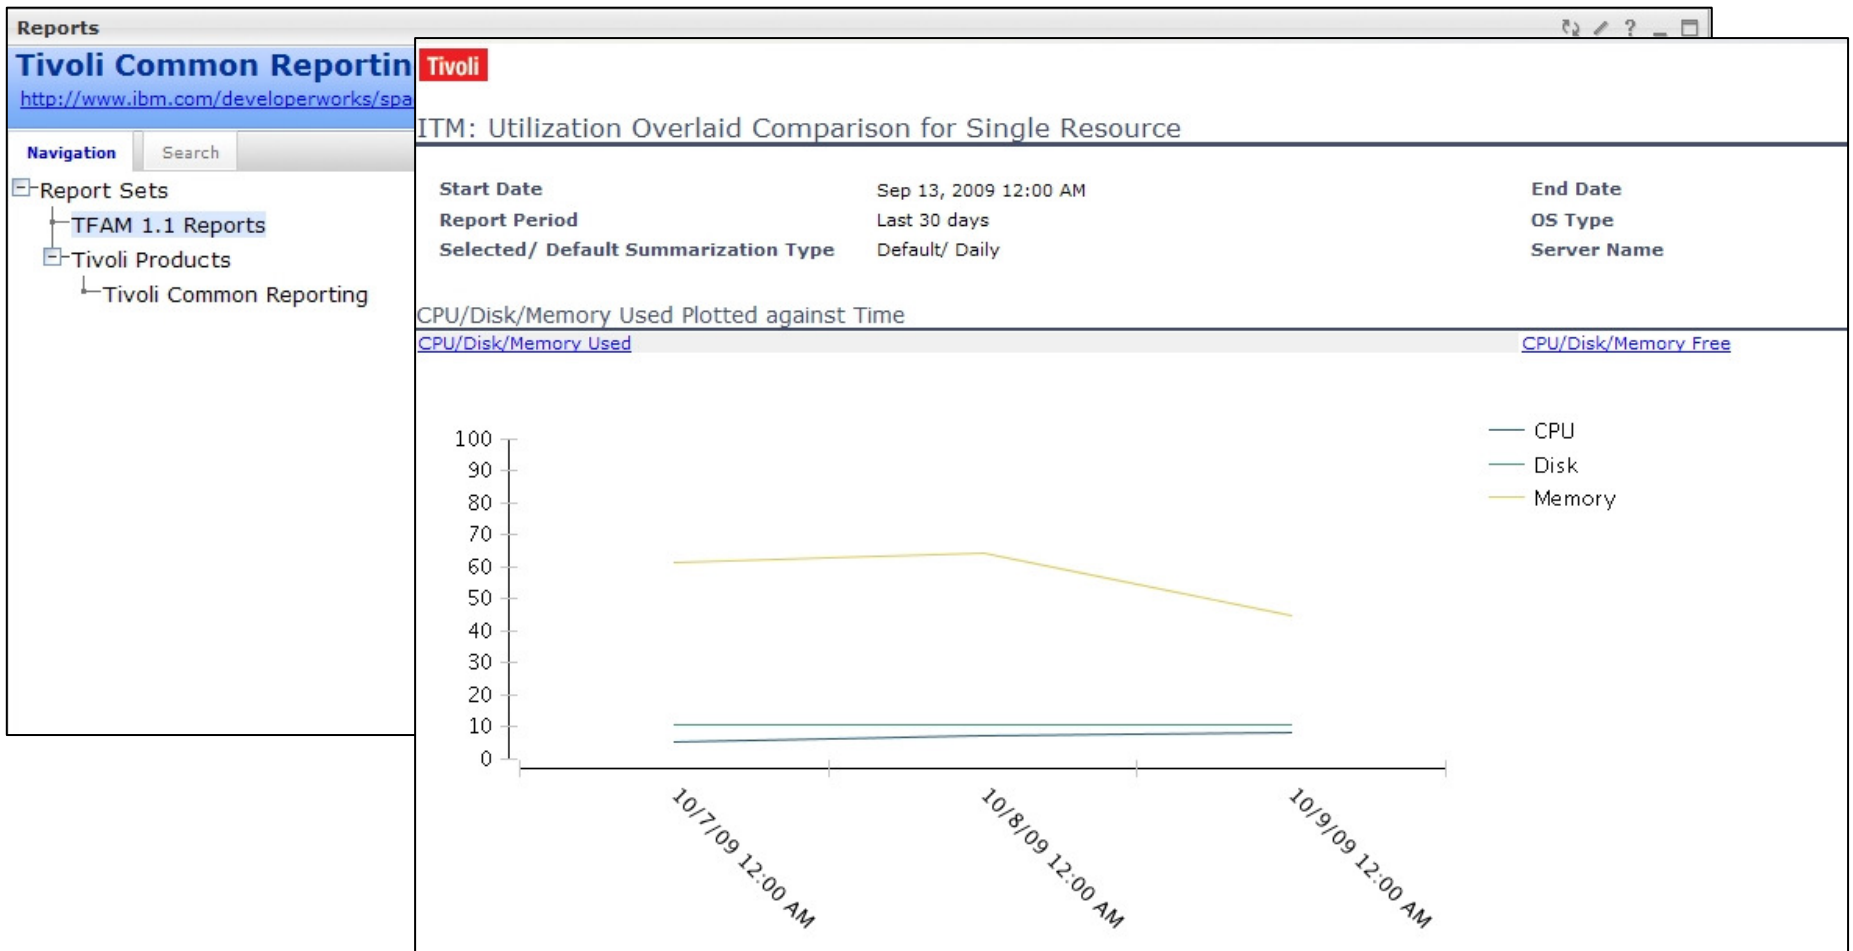 Reports
?
Tivoli Common Reportin
http://www.ibm.com/developerworks/spa
Navigation Search
Report Sets
TFAM 1.1 Reports
Tivoli Products
Tivoli Common Reporting
Tivoli
ITM: Utilization Overlaid Comparison for Single Resource
Start Date Sep 13, 2009 12:00 AM End Date
Report Period Last 30 days OS Type
Selected/ Default Summarization Type Default/ Daily Server Name
CPU/Disk/Memory Used Plotted against Time
CPU/Disk/Memory Used CPU/Disk/Memory Free
100
90
80
70
60
50
40
30
20
10
0
CPU
Disk
Memory
10/7/09 12:00 AM
10/8/09 12:00 AM
10/9/09 12:00 AM